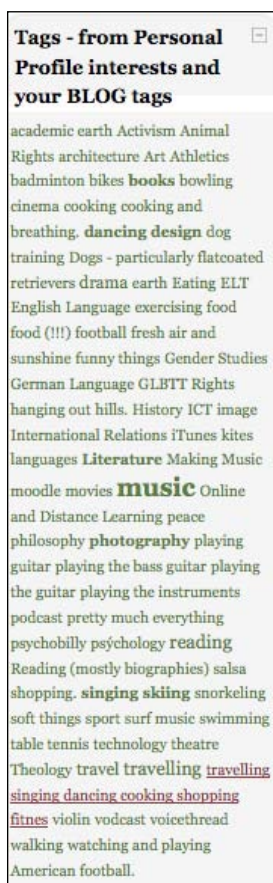 Tags - from Personal
Profile interests and
your BLOG tags
academic earth Activism Animal
Rights architecture Art Athletics
badminton bikes books bowling
cinema cooking cooking and
breathing. dancing design dog
training Dogs - particularly flatcoated
retrievers drama earth Eating ELT
English Language exercising food
food (!!!) football fresh air and
sunshine funny things Gender Studies
German Language GLBTT Rights
hanging out hills. History ICT image
International Relations iTunes kites
languages Literature Making Music
moodle movies music Online
and Distance Learning peace
philosophy photography playing
guitar playing the bass guitar playing
the guitar playing the instruments
podcast pretty much everything
psychobilly psýchology reading
Reading (mostly biographies) salsa
shopping. singing skiing snorkeling
soft things sport surf music swimming
table tennis technology theatre
Theology travel travelling travelling
singing dancing cooking shopping
fitnes violin vodcast voicethread
walking watching and playing
American football.